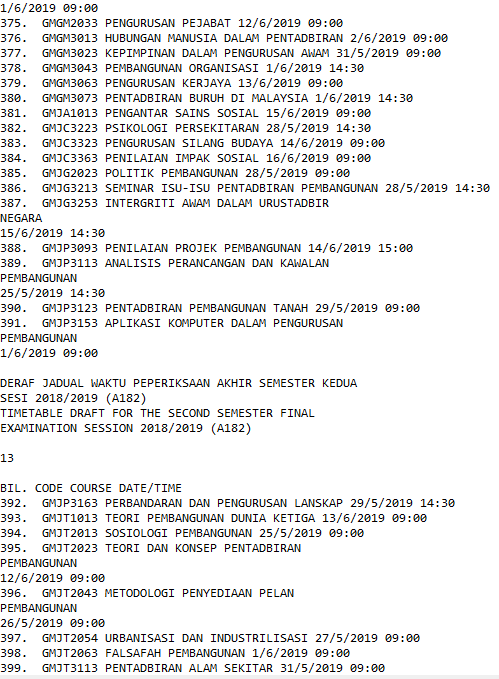 1/6/2019 09:00
375. GMGM2033 PENGURUSAN PEJABAT 12/6/2019 09:00
376. GMGM3013 HUBUNGAN MANUSIA DALAM PENTADBIRAN 2/6/2019 09:00
377. GMGM3023 KEPIMPINAN DALAM PENGURUSAN AWAM 31/5/2019 09:00
378. GMGM3043 PEMBANGUNAN ORGANISASI 1/6/2019 14:30
379. GMGM3063 PENGURUSAN KERJAYA 13/6/2019 09:00
380. GMGM3073 PENTADBIRAN BURUH DI MALAYSIA 1/6/2019 14:30
381. GMJA1013 PENGANTAR SAINS SOSIAL 15/6/2019 09:00
382. GMJC3223 PSIKOLOGI PERSEKITARAN 28/5/2019 14:30
383. GMJC3323 PENGURUSAN SILANG BUDAYA 14/6/2019 09:00
384. GMJC3363 PENILAIAN IMPAK SOSIAL 16/6/2019 09:00
385. GMJG2023 POLITIK PEMBANGUNAN 28/5/2019 09:00
386. GMJG3213 SEMINAR ISU-ISU PENTADBIRAN PEMBANGUNAN 28/5/2019 14:30
387. GMJG3253 INTERGRITI AWAM DALAM URUSTADBIR
NEGARA
15/6/2019 14:30
388. GMJP3093 PENILAIAN PROJEK PEMBANGUNAN 14/6/2019 15:00
389. GMJP3113 ANALISIS PERANCANGAN DAN KAWALAN
PEMBANGUNAN
25/5/2019 14:30
390. GMJP3123 PENTADBIRAN PEMBANGUNAN TANAH 29/5/2019 09:00
391. GMJP3153 APLIKASI KOMPUTER DALAM PENGURUSAN
PEMBANGUNAN
1/6/2019 09:00
DERAF JADUAL WAKTU PEPERIKSAAN AKHIR SEMESTER KEDUA
SESI 2018/2019 (A182)
TIMETABLE DRAFT FOR THE SECOND SEMESTER FINAL
EXAMINATION SESSION 2018/2019 (A182)
13
BIL. CODE COURSE DATE/TIME
392. GMJP3163 PERBANDARAN DAN PENGURUSAN LANSKAP 29/5/2019 14:30
393. GMJT1013 TEORI PEMBANGUNAN DUNIA KETIGA 13/6/2019 09:00
394. GMJT2013 SOSIOLOGI PEMBANGUNAN 25/5/2019 09:00
395. GMJT2023 TEORI DAN KONSEP PENTADBIRAN
PEMBANGUNAN
12/6/2019 09:00
396. GMJT2043 METODOLOGI PENYEDIAAN PELAN
PEMBANGUNAN
26/5/2019 09:00
397. GMJT2054 URBANISASI DAN INDUSTRILISASI 27/5/2019 09:00
398. GMJT2063 FALSAFAH PEMBANGUNAN 1/6/2019 09:00
399. GMJT3113 PENTADBIRAN ALAM SEKITAR 31/5/2019 09:00